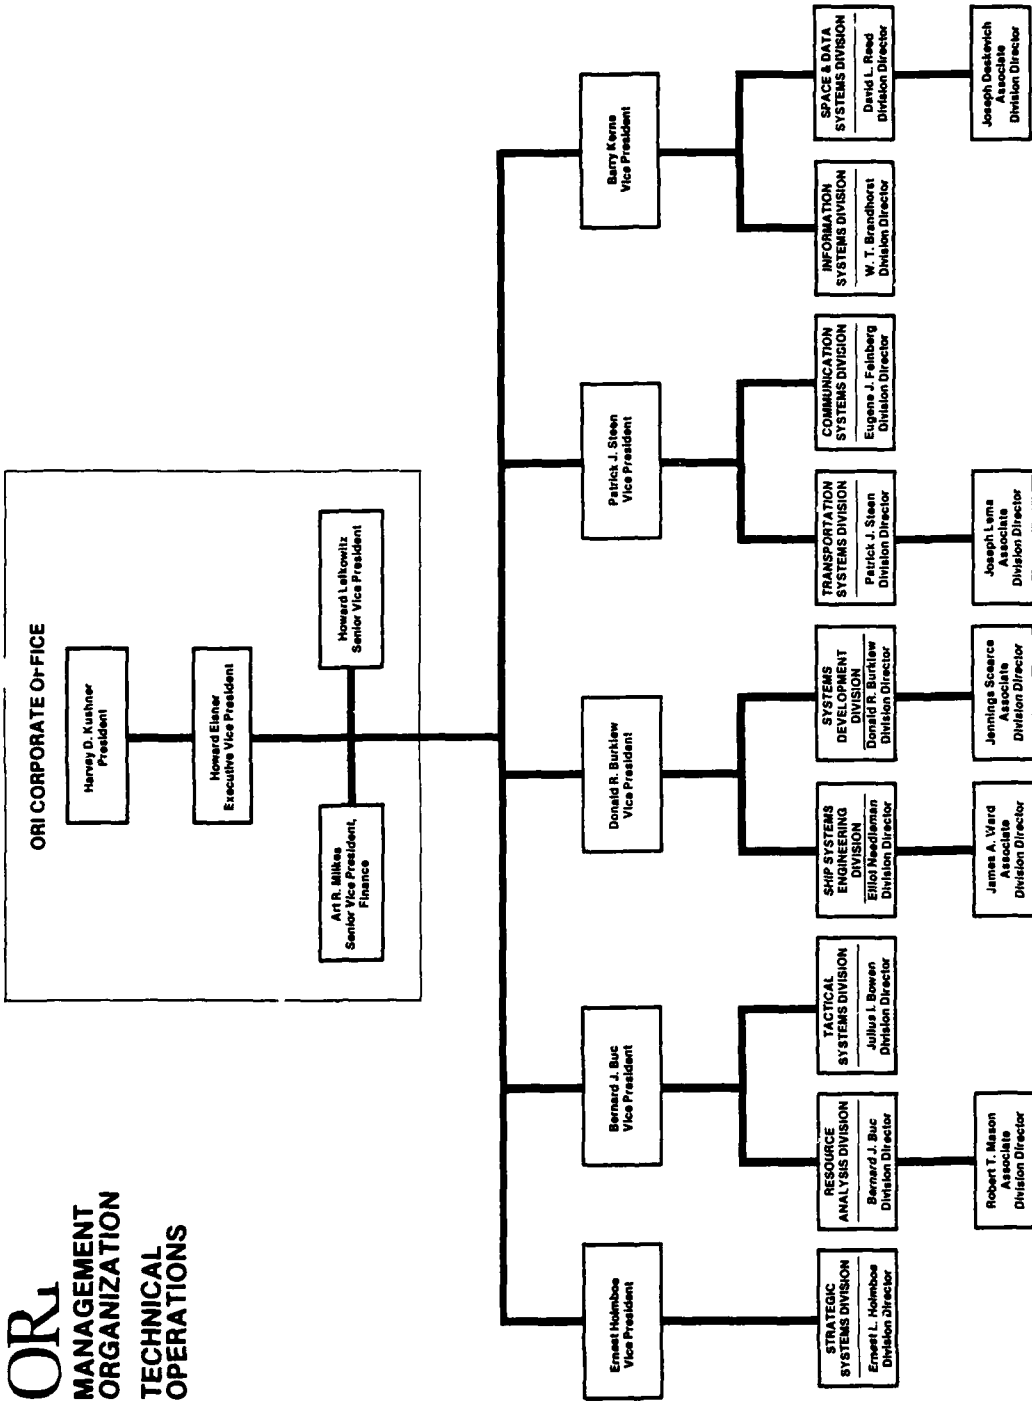 ORI
MANAGEMENT
ORGANIZATION
TECHNICAL
OPERATIONS
ORI CORPORATE OFFICE
Harvey D. Kushner
President
Howard Eisner
Executive Vice President
Art R. Milkes
Senior Vice President,
Finance
Howard Lefkowitz
Senior Vice President
Ernest Holmboe
Vice President
Bernard J. Buc
Vice President
Donald R. Burklew
Vice President
Patrick J. Steen
Vice President
Barry Kerne
Vice President
STRATEGIC
SYSTEMS DIVISION
Ernest L. Holmboe
Division Director
RESOURCE
ANALYSIS DIVISION
Bernard J. Buc
Division Director
TACTICAL
SYSTEMS DIVISION
Julius I. Bowen
Division Director
SHIP SYSTEMS
ENGINEERING
DIVISION
Elliot Needleman
Division Director
SYSTEMS
DEVELOPMENT
DIVISION
Donald R. Burklew
Division Director
TRANSPORTATION
SYSTEMS DIVISION
Patrick J. Steen
Division Director
COMMUNICATION
SYSTEMS DIVISION
Eugene J. Feinberg
Division Director
INFORMATION
SYSTEMS DIVISION
W. T. Brandhorst
Division Director
SPACE & DATA
SYSTEMS DIVISION
David L. Reed
Division Director
Robert T. Mason
Associate
Division Director
James A. Ward
Associate
Division Director
Jennings Scearce
Associate
Division Director
Joseph Lema
Associate
Division Director
Joseph Deskevich
Associate
Division Director